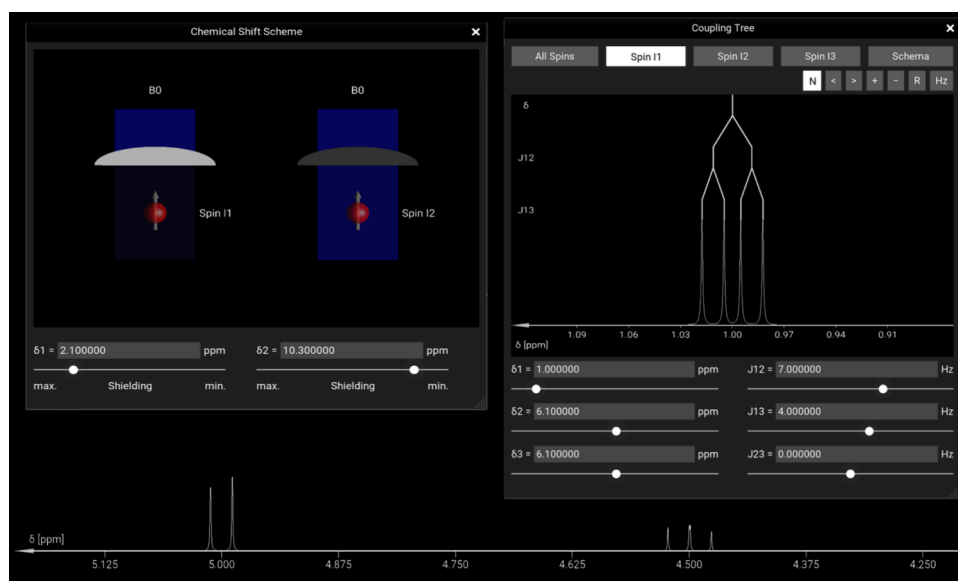 Chemical Shift Scheme ×
B0 B0
Spin I1 Spin I2
δ1 = 2.100000 ppm δ2 = 10.300000 ppm
max. Shielding min. max. Shielding min.
Coupling Tree ×
All Spins Spin I1 Spin I2 Spin I3 Schema
N < > + - R Hz
δ
J12
J13
1.09 1.06 1.03 1.00 0.97 0.94 0.91
δ [ppm]
δ1 = 1.000000 ppm J12 = 7.000000 Hz
δ2 = 6.100000 ppm J13 = 4.000000 Hz
δ3 = 6.100000 ppm J23 = 0.000000 Hz
δ [ppm]
5.125 5.000 4.875 4.750 4.625 4.500 4.375 4.250